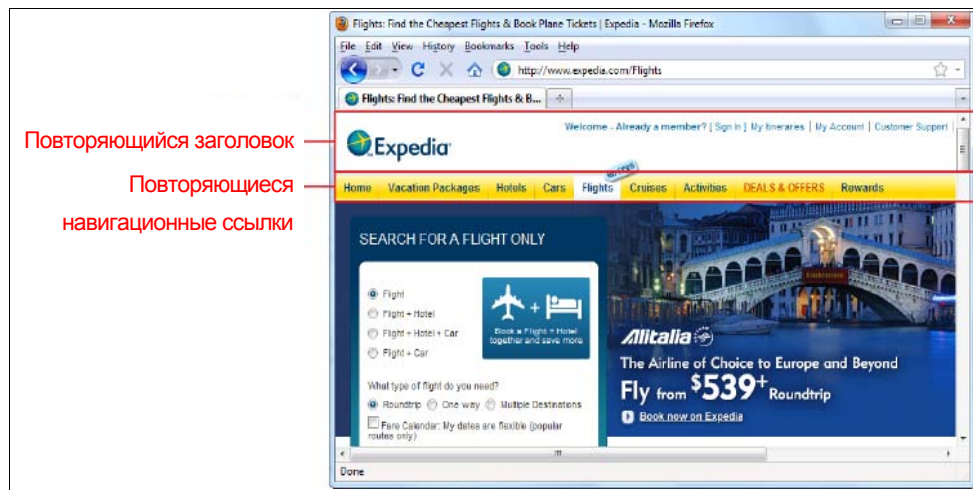 Flights: Find the Cheapest Flights & Book Plane Tickets | Expedia - Mozilla Firefox
File Edit View History Bookmarks Tools Help
http://www.expedia.com/Flights
Flights: Find the Cheapest Flights & B...
Welcome - Already a member? [ Sign in ] My Itineraries | My Account | Customer Support |
Повторяющийся заголовок
Expedia
Повторяющиеся
навигационные ссылки
Home Vacation Packages Hotels Cars Flights Cruises Activities DEALS & OFFERS Rewards
SEARCH FOR A FLIGHT ONLY
Flight
Flight + Hotel
Flight + Hotel + Car
Flight + Car
Book a Flight + Hotel
together and save more
What type of flight do you need?
Roundtrip One way Multiple Destinations
Fare Calendar: My dates are flexible (popular
routes only)
Alitalia
The Airline of Choice to Europe and Beyond
Fly from $539+ Roundtrip
Book now on Expedia
Done